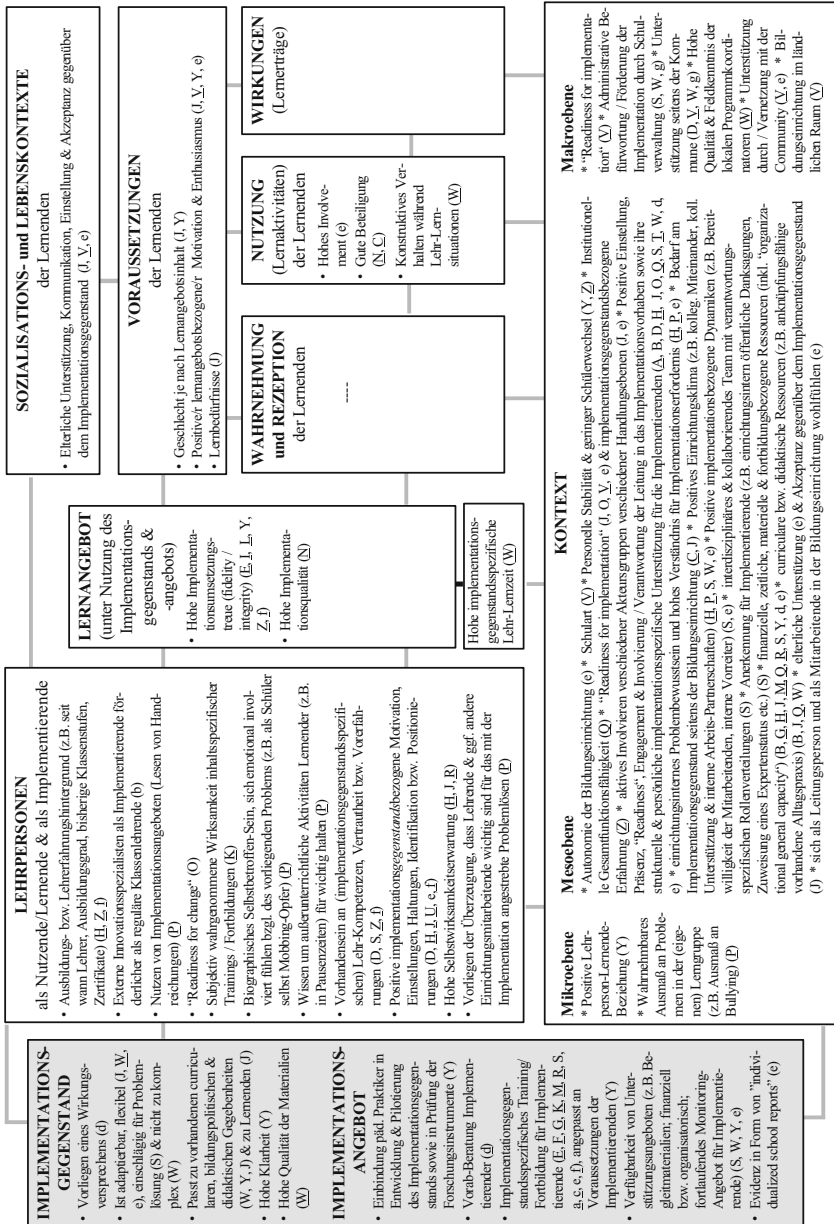 IMPLEMENTATIONS-
GEGENSTAND
• Vorliegen eines Wirkungs-
versprechens (d)
• Ist adaptierbar, flexibel (J, W,
e), einschlägig für Problem-
lösung (S) & nicht zu kom-
plex (W)
• Passt zu vorhandenen curricu-
laren, bildungspolitischen &
didaktischen Gegebenheiten
(W, Y, J) & zu Lernenden (J)
• Hohe Klarheit (Y)
• Hohe Qualität der Materialien
(W)
IMPLEMENTATIONS-
ANGEBOT
• Einbindung päd. Praktiker in
Entwicklung & Pilotierung
des Implementationsgegen-
stands sowie in Prüfung der
Forschungsinstrumente (Y)
• Vorab-Beratung Implemen-
tierender (d)
• Implementationsgegen-
standsspezifisches Training/
Fortbildung für Implemen-
tierende (E, F, G, K, M, R, S,
a, c, e, f), angepasst an
Voraussetzungen der
Implementierenden (Y)
• Verfügbarkeit von Unter-
stützungsangeboten (z.B. Be-
gleitmaterialien; finanziell
bzw. organisatorisch;
fortlaufendes Monitoring-
Angebot für Implementie-
rende) (S, W, Y, e)
• Evidenz in Form von "indivi-
dualized school reports" (e)
LEHRPERSONEN
als Nutzende/Lernende & als Implementierende
• Ausbildungs- bzw. Lehrerfahrungshintergrund (z.B. seit
wann Lehrer, Ausbildungsgrad, bisherige Klassenstufen,
Zertifikate) (H, Z, f)
• Externe Innovationsspezialisten als Implementierende för-
derlicher als reguläre Klassenlehrende (b)
• Nutzen von Implementationsangeboten (Lesen von Hand-
reichungen) (P)
• "Readiness for change" (O)
• Subjektiv wahrgenommene Wirksamkeit inhaltsspezifischer
Trainings / Fortbildungen (K)
• Biographisches Selbstbetroffen-Sein, sich emotional invol-
viert fühlen bzgl. des vorliegenden Problems (z.B. als Schüler
selbst Mobbing-Opfer) (P)
• Wissen um außerunterrichtliche Aktivitäten Lernender (z.B.
in Pausenzeiten) für wichtig halten (P)
• Vorhandensein an (implementationsgegenstandsspezifi-
schen) Lehr-Kompetenzen, Vertrautheit bzw. Vorerfah-
rungen (D, S, Z, f)
• Positive implementationsgegenstandsbezogene Motivation,
Einstellungen, Haltungen, Identifikation bzw. Positionie-
rungen (D, H, J, U, e, f)
• Hohe Selbstwirksamkeitserwartung (H, J, R)
• Vorliegen der Überzeugung, dass Lehrende & ggf. andere
Einrichtungsmitarbeitende wichtig sind für das mit der
Implementation angestrebte Problemlösen (P)
LERNANGEBOT
(unter Nutzung des
Implementations-
gegenstands &
-angebots)
• Hohe Implementa-
tionsumsetzungs-
treue (fidelity /
integrity) (E, I, L, Y,
Z, f)
• Hohe Implementa-
tionsqualität (N)
Hohe implementations-
gegenstandsspezifische
Lehr-Lernzeit (W)
SOZIALISATIONS- und LEBENSKONTEXTE
der Lernenden
• Elterliche Unterstützung, Kommunikation, Einstellung & Akzeptanz gegenüber
dem Implementationsgegenstand (J, V, e)
VORAUSSETZUNGEN
der Lernenden
• Geschlecht je nach Lernangebotsinhalt (J, Y)
• Positive/r lernangebotsbezogene/r Motivation & Enthusiasmus (J, V, Y, e)
• Lernbedürfnisse (J)
WAHRNEHMUNG
und REZEPTION
der Lernenden
----
NUTZUNG
(Lernaktivitäten)
der Lernenden
• Hohes Involve-
ment (e)
• Gute Beteiligung
(N, C)
• Konstruktives Ver-
halten während
Lehr-Lern-
situationen (W)
WIRKUNGEN
(Lernerträge)
KONTEXT
Mikroebene
* Positive Lehr-
person-Lernende-
Beziehung (Y)
* Wahrnehmbares
Ausmaß an Proble-
men in der (eige-
nen) Lerngruppe
(z.B. Ausmaß an
Bullying) (P)
Mesoebene
* Autonomie der Bildungseinrichtung (e) * Schulart (V) * Personelle Stabilität & geringer Schülerwechsel (Y, Z) * Institutionel-
le Gesamtfunktionsfähigkeit (Q) * "Readiness for implementation" (J, O, V, e) & implementationsgegenstandsbezogene
Erfahrung (Z) * aktives Involvieren verschiedener Akteursgruppen verschiedener Handlungsebenen (J, e) * Positive Einstellung,
Präsenz, "Readiness", Engagement & Involvierung / Verantwortung der Leitung in das Implementationsvorhaben sowie ihre
strukturelle & persönliche implementationsspezifische Unterstützung für die Implementierenden (A, B, D, H, J, O, Q, S, T, W, d,
e) * einrichtungsinternes Problembewusstsein und hohes Verständnis für Implementationserfordernis (H, P, e) * Bedarf am
Implementationsgegenstand seitens der Bildungseinrichtung (C, J) * Positives Einrichtungsklima (z.B. kolleg. Miteinander, koll.
Unterstützung & interne Arbeits-Partnerschaften) (H, P, S, W, e) * Positive implementationsbezogene Dynamiken (z.B. Bereit-
willigkeit der Mitarbeitenden, interne Vorreiter) (S, e) * interdisziplinäres & kollaborierendes Team mit verantwortungs-
spezifischen Rollenverteilungen (S) * Anerkennung für Implementierende (z.B. einrichtungsintern öffentliche Danksagungen,
Zuweisung eines Expertenstatus etc.) (S) * finanzielle, zeitliche, materielle & fortbildungsbezogene Ressourcen (inkl. "organiza-
tional general capacity") (B, G, H, J, M, Q, R, S, Y, d, e) * curriculare bzw. didaktische Ressourcen (z.B. anknüpfungsfähige
vorhandene Alltagspraxis) (B, J, Q, W) * elterliche Unterstützung (e) & Akzeptanz gegenüber dem Implementationsgegenstand
(J) * sich als Leitungsperson und als Mitarbeitende in der Bildungseinrichtung wohlfühlen (e)
Makroebene
* "Readiness for implementa-
tion" (V) * Administrative Be-
fürwortung / Förderung der
Implementation durch Schul-
verwaltung (S, W, g) * Unter-
stützung seitens der Kom-
mune (D, V, W, g) * Hohe
Qualität & Feldkenntnis der
lokalen Programmkoordi-
natoren (W) * Unterstützung
durch / Vernetzung mit der
Community (V, e) * Bil-
dungseinrichtung im länd-
lichen Raum (V)